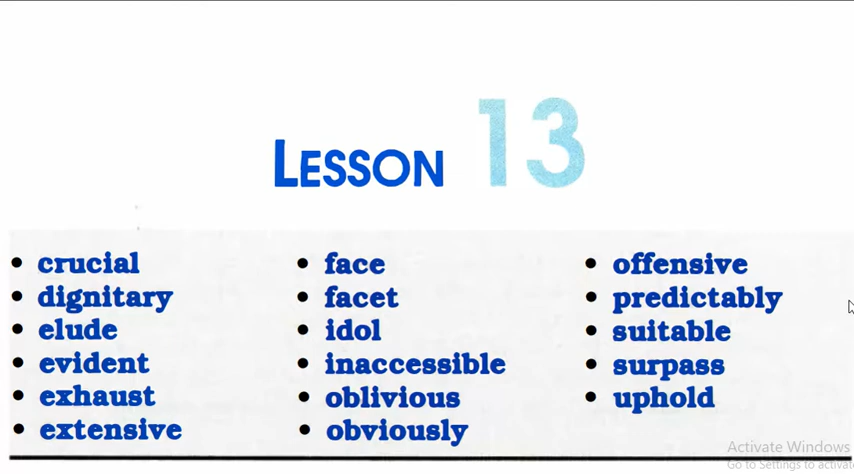 LESSON 13
• crucial
• dignitary
• elude
• evident
• exhaust
• extensive
• face
• facet
• idol
• inaccessible
• oblivious
• obviously
• offensive
• predictably
• suitable
• surpass
• uphold
Activate Windows
Go to Settings to activate